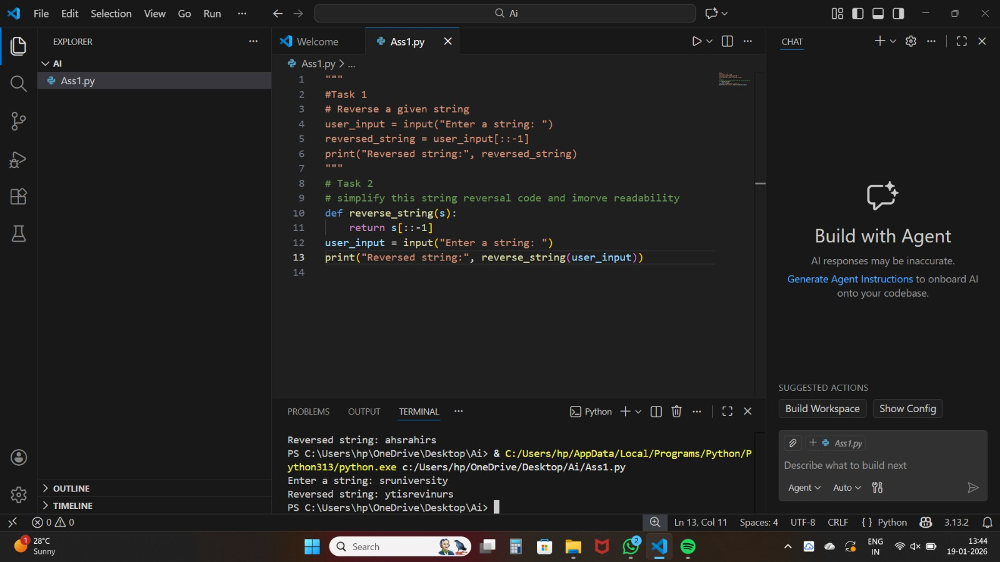 File Edit Selection View Go Run ···
Ai
EXPLORER
AI
Ass1.py
OUTLINE
TIMELINE
Welcome
Ass1.py
Ass1.py > ...
1 """
2 #Task 1
3 # Reverse a given string
4 user_input = input("Enter a string: ")
5 reversed_string = user_input[::-1]
6 print("Reversed string:", reversed_string)
7 """
8 # Task 2
9 # simplify this string reversal code and imorve readability
10 def reverse_string(s):
11     return s[::-1]
12 user_input = input("Enter a string: ")
13 print("Reversed string:", reverse_string(user_input))
14
PROBLEMS OUTPUT TERMINAL ···
Python
Reversed string: ahsrahirs
PS C:\Users\hp\OneDrive\Desktop\Ai> & C:/Users/hp/AppData/Local/Programs/Python/P
ython313/python.exe c:/Users/hp/OneDrive/Desktop/Ai/Ass1.py
Enter a string: sruniversity
Reversed string: ytisrevinurs
PS C:\Users\hp\OneDrive\Desktop\Ai>
CHAT
Build with Agent
AI responses may be inaccurate.
Generate Agent Instructions to onboard AI
onto your codebase.
SUGGESTED ACTIONS
Build Workspace Show Config
Ass1.py
Describe what to build next
Agent Auto
0 0
Ln 13, Col 11 Spaces: 4 UTF-8 CRLF { } Python 3.13.2
1
28°C
Sunny
Search
2
ENG
IN
13:44
19-01-2026